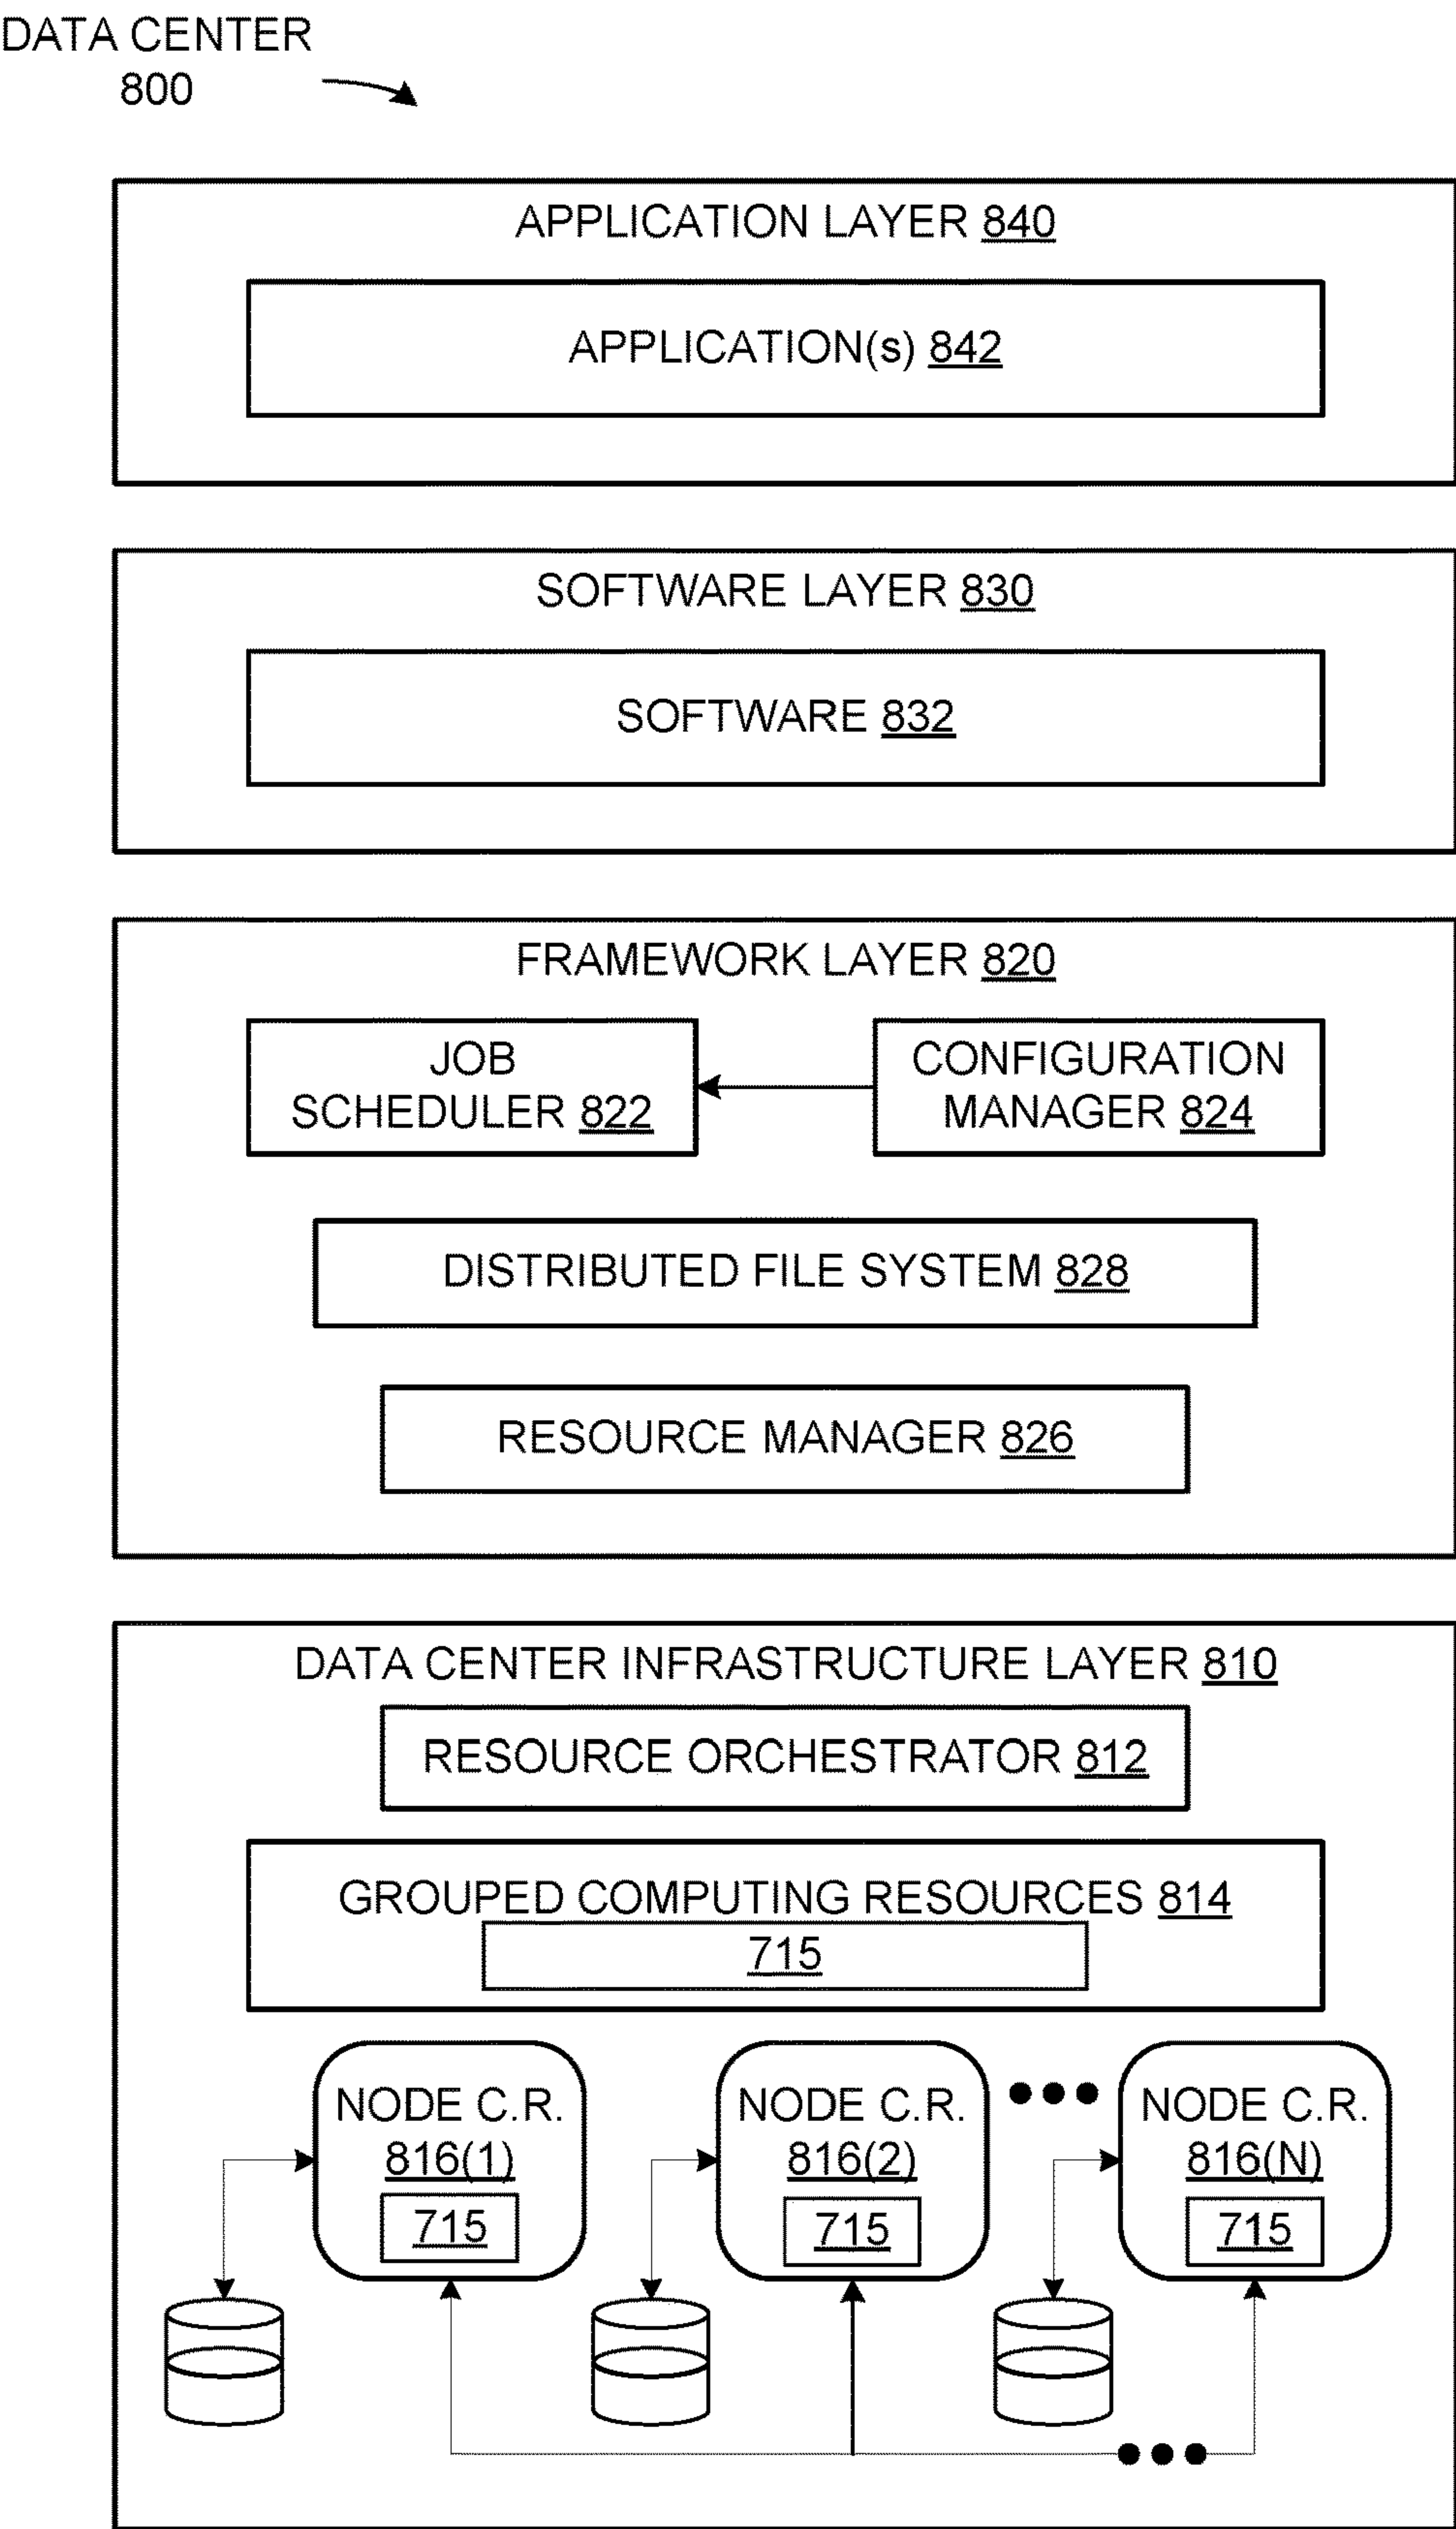 DATA CENTER
800
APPLICATION LAYER 840
APPLICATION(s) 842
SOFTWARE LAYER 830
SOFTWARE 832
FRAMEWORK LAYER 820
JOB
SCHEDULER 822
CONFIGURATION
MANAGER 824
DISTRIBUTED FILE SYSTEM 828
RESOURCE MANAGER 826
DATA CENTER INFRASTRUCTURE LAYER 810
RESOURCE ORCHESTRATOR 812
GROUPED COMPUTING RESOURCES 814
715
NODE C.R.
816(1)
715
NODE C.R.
816(2)
715
NODE C.R.
816(N)
715